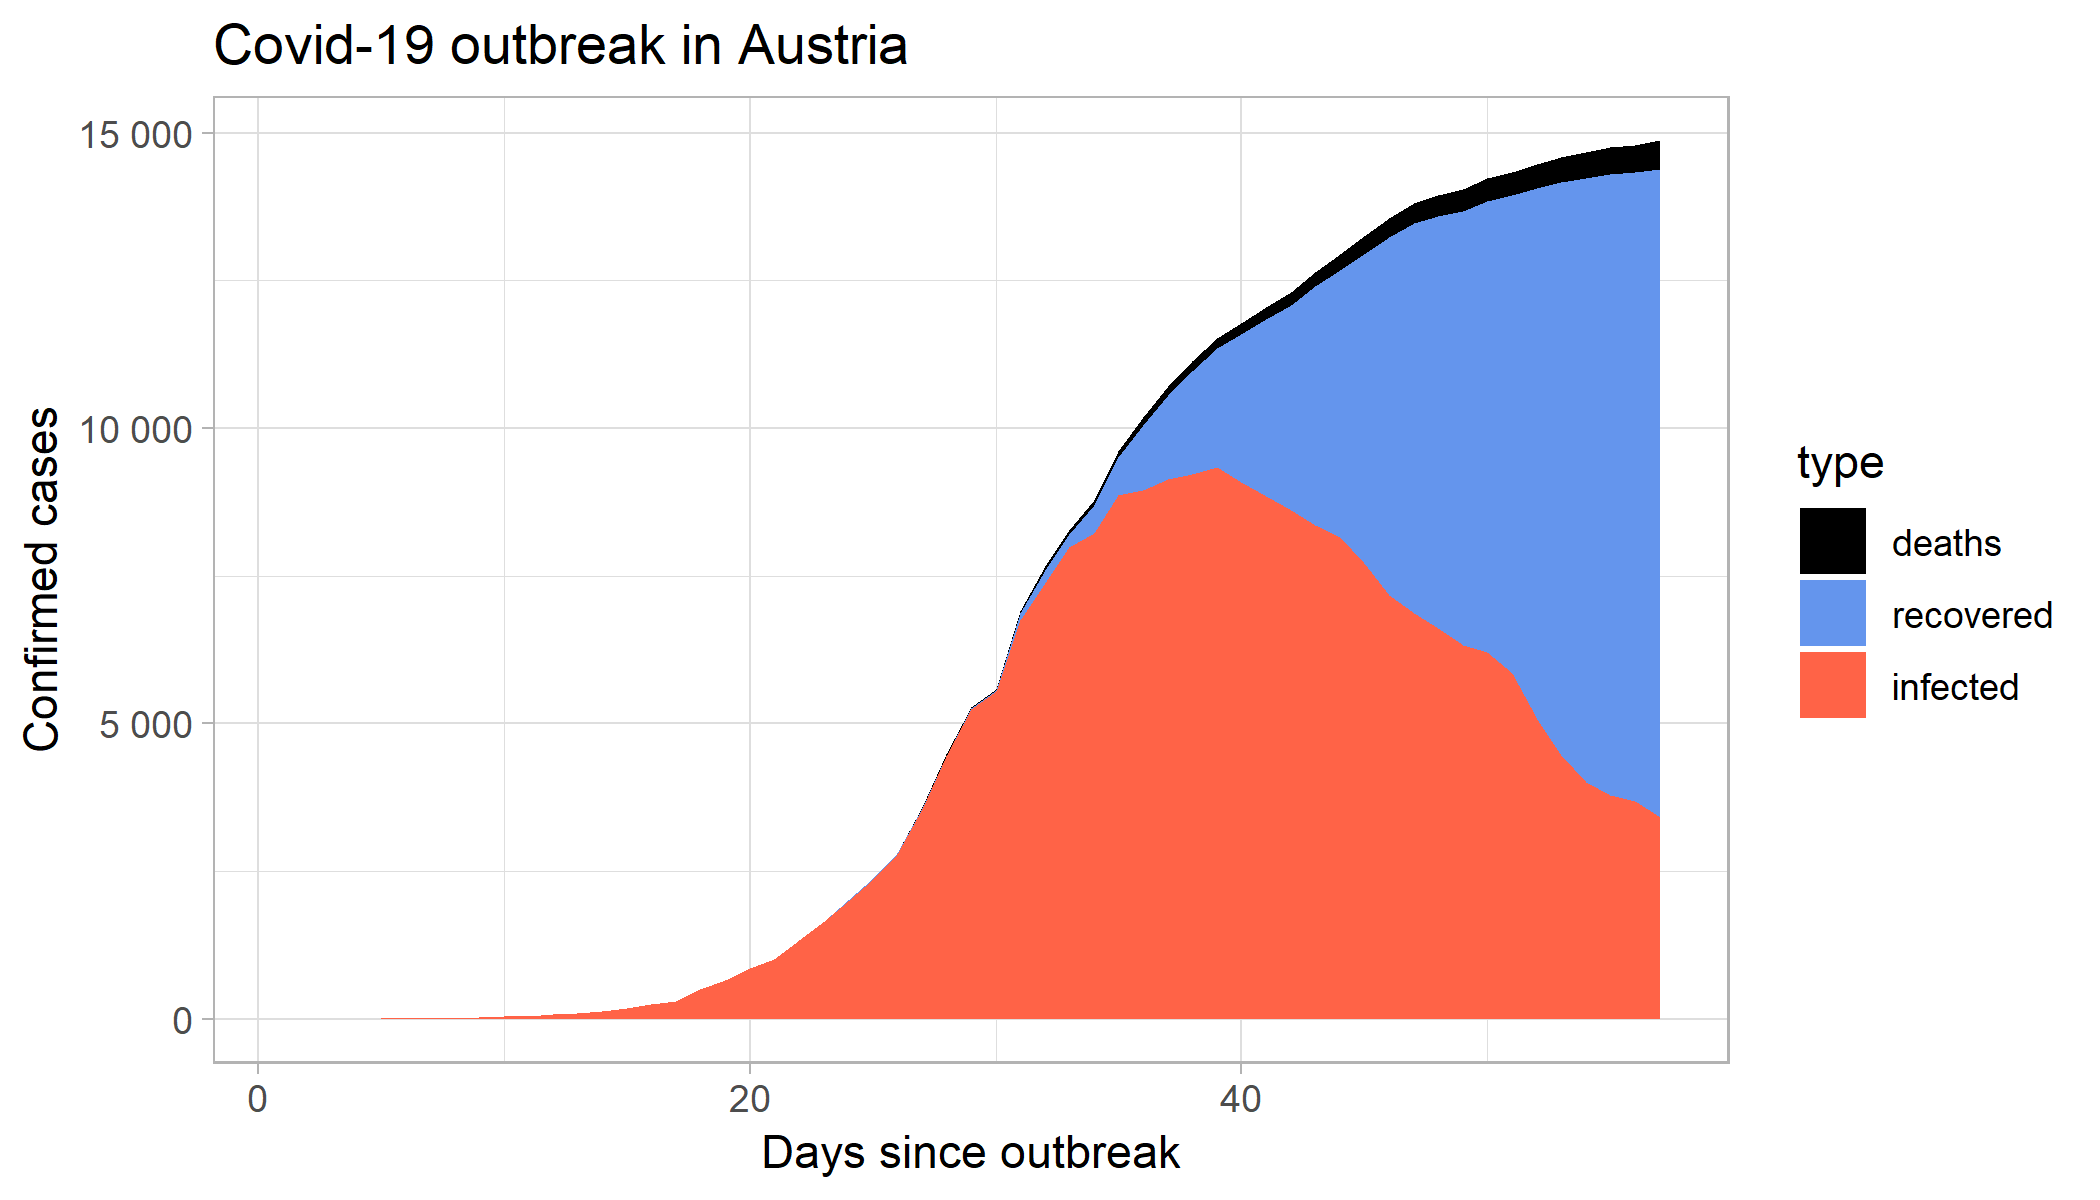 Covid-19 outbreak in Austria
Confirmed cases
15 000
10 000
5 000
0
0
20
40
Days since outbreak
type
deaths
recovered
infected